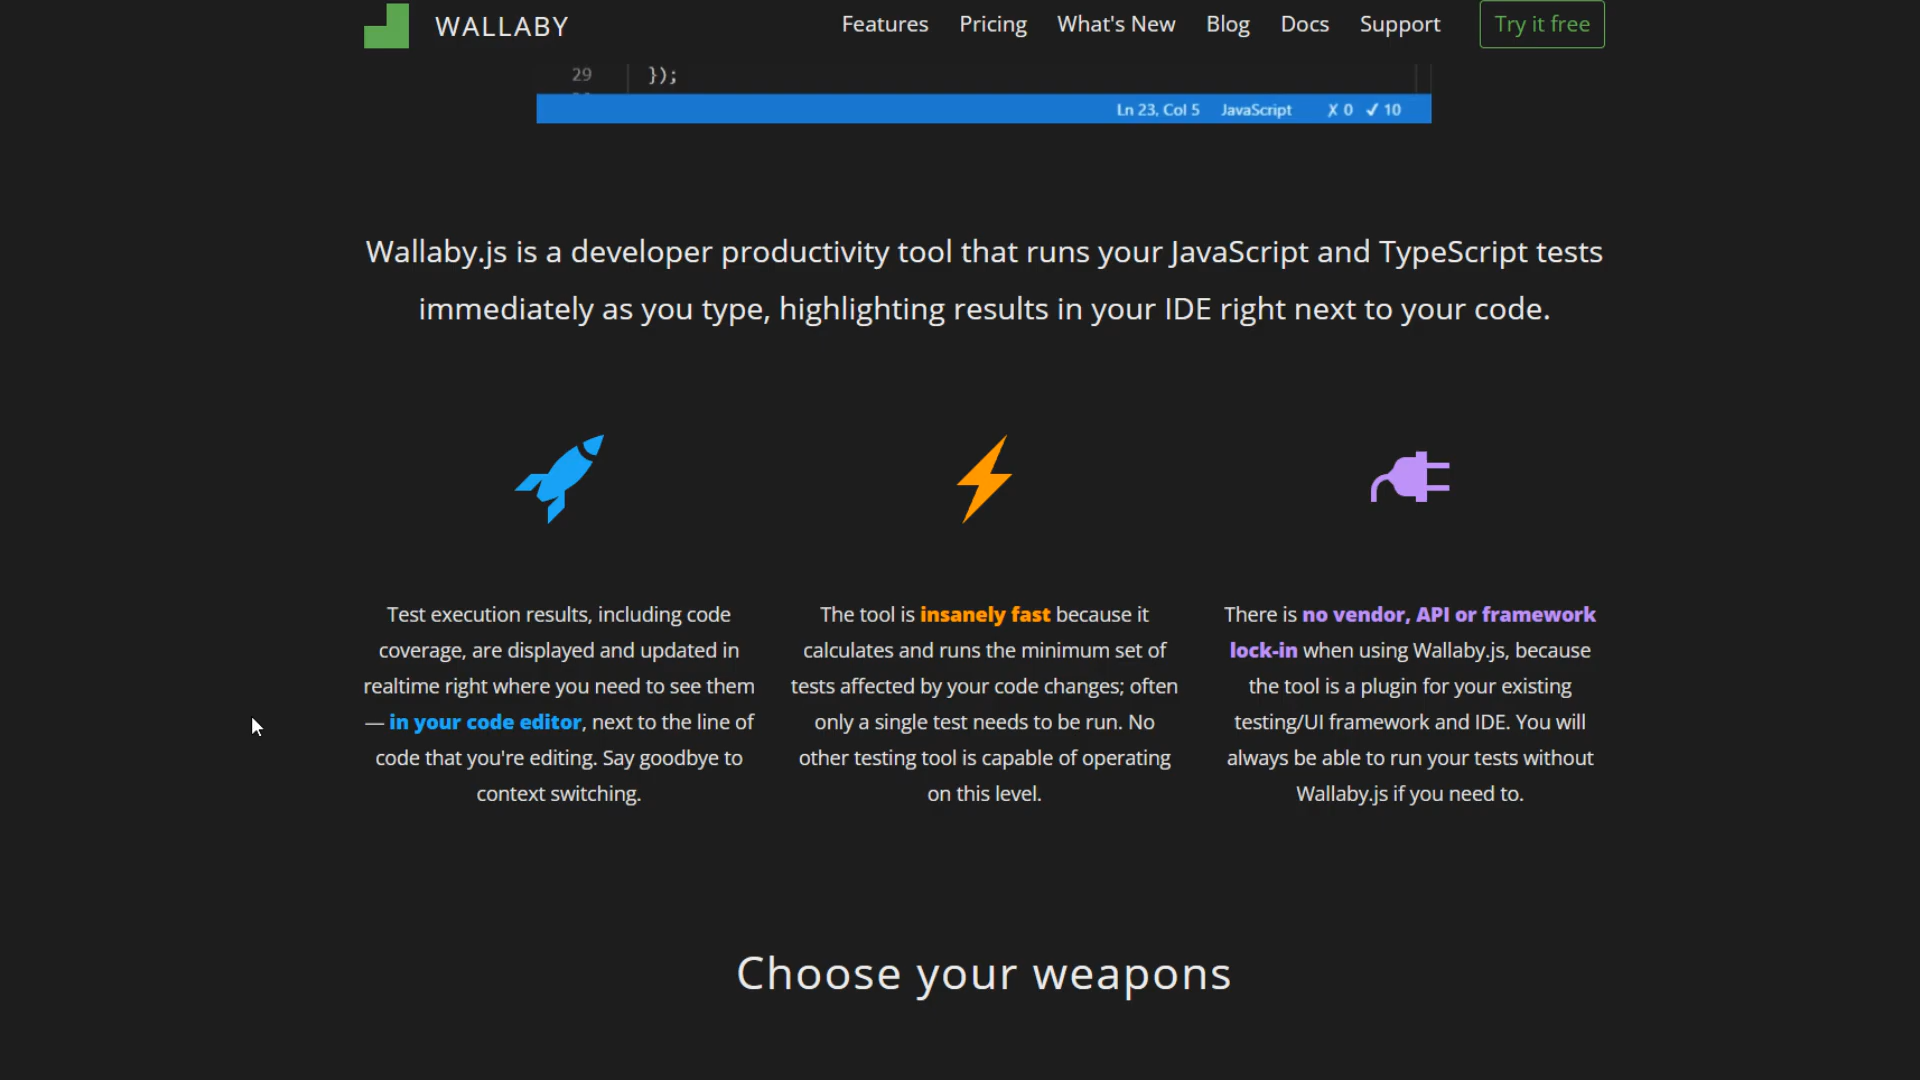 WALLABY
Features Pricing What's New Blog Docs Support Try it free
29 });
Ln 23, Col 5 JavaScript ✗ 0 ✓ 10
Wallaby.js is a developer productivity tool that runs your JavaScript and TypeScript tests
immediately as you type, highlighting results in your IDE right next to your code.
Test execution results, including code
coverage, are displayed and updated in
realtime right where you need to see them
— in your code editor, next to the line of
code that you're editing. Say goodbye to
context switching.
The tool is insanely fast because it
calculates and runs the minimum set of
tests affected by your code changes; often
only a single test needs to be run. No
other testing tool is capable of operating
on this level.
There is no vendor, API or framework
lock-in when using Wallaby.js, because
the tool is a plugin for your existing
testing/UI framework and IDE. You will
always be able to run your tests without
Wallaby.js if you need to.
Choose your weapons